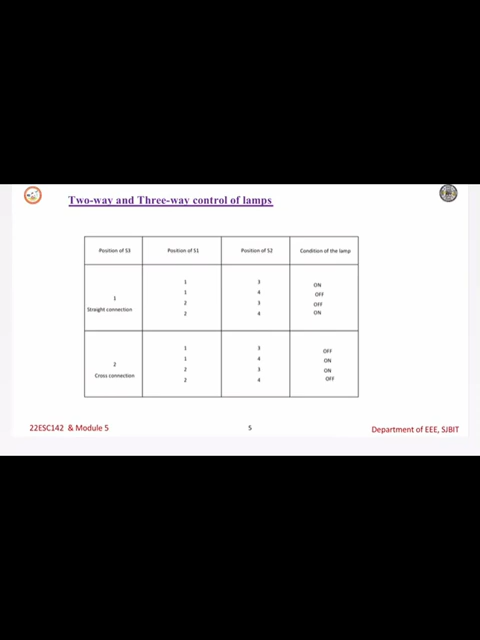 Two-way and Three-way control of lamps
Position of S3 Position of S1 Position of S2 Condition of the lamp
1
Straight connection
1 3 ON
1 4 OFF
2 3 OFF
2 4 ON
2
Cross connection
1 3 OFF
1 4 ON
2 3 ON
2 4 OFF
22ESC142 & Module 5 5 Department of EEE, SJBIT